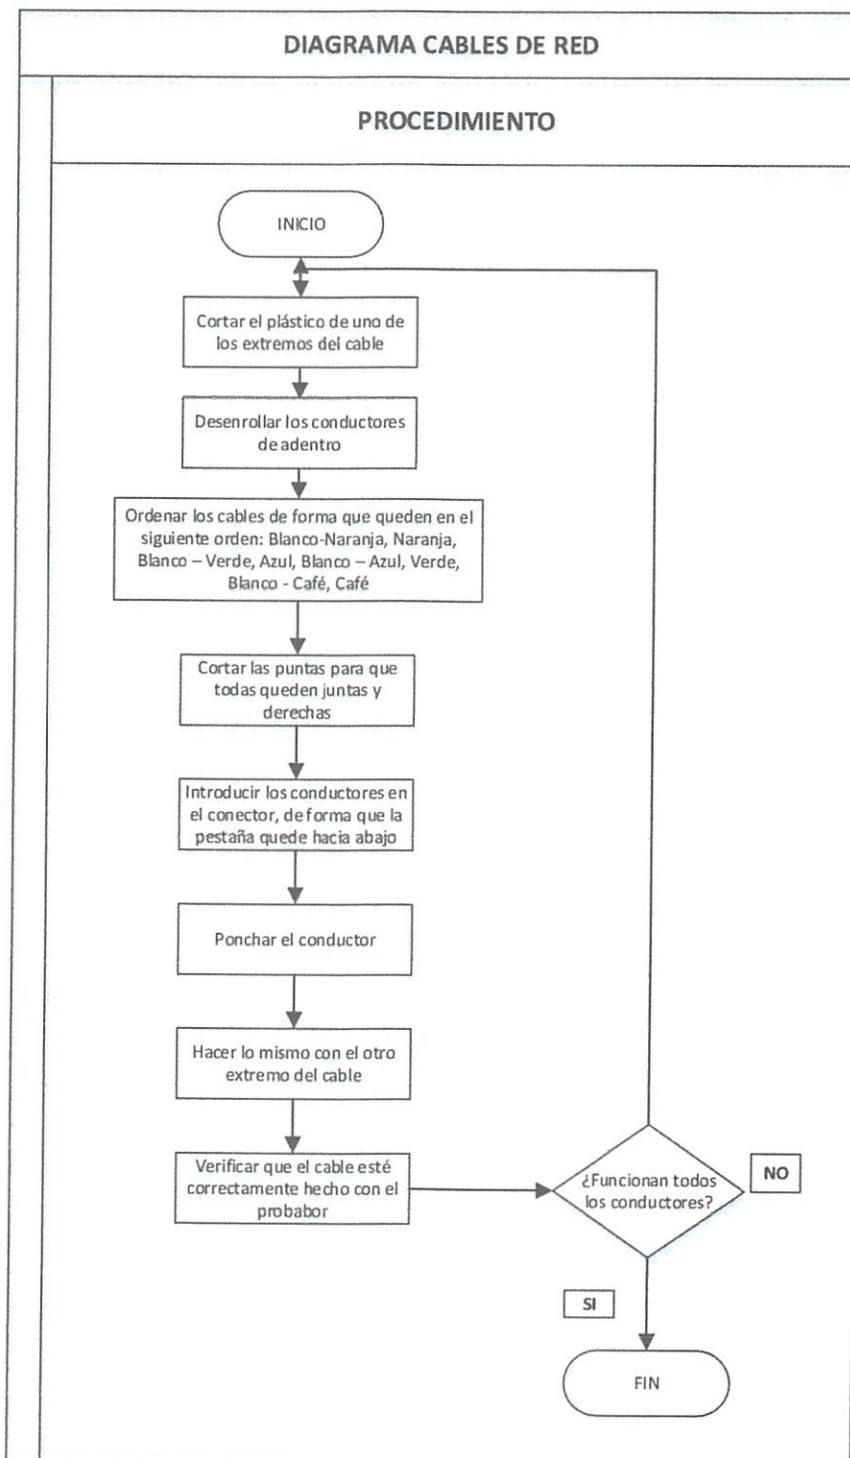 DIAGRAMA CABLES DE RED
PROCEDIMIENTO
INICIO
Cortar el plástico de uno de
los extremos del cable
Desenrollar los conductores
de adentro
Ordenar los cables de forma que queden en el
siguiente orden: Blanco-Naranja, Naranja,
Blanco – Verde, Azul, Blanco – Azul, Verde,
Blanco - Café, Café
Cortar las puntas para que
todas queden juntas y
derechas
Introducir los conductores en
el conector, de forma que la
pestaña quede hacia abajo
Ponchar el conductor
Hacer lo mismo con el otro
extremo del cable
Verificar que el cable esté
correctamente hecho con el
probabor
¿Funcionan todos
los conductores?
NO
SI
FIN